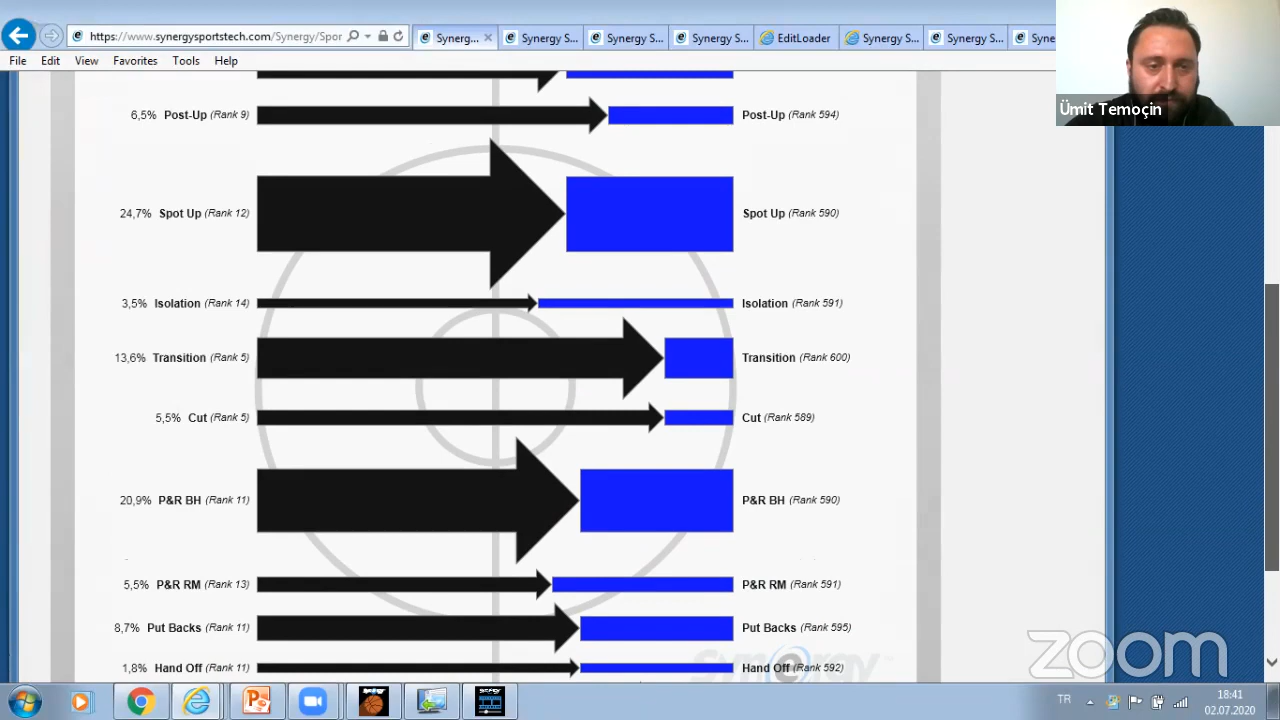 https://www.synergysportstech.com/Synergy/Spor
Synerg...
Synergy S...
Synergy S...
Synergy S...
EditLoader
Synergy S...
Synergy S...
Syne
File Edit View Favorites Tools Help
Ümit Temoçin
6,5% Post-Up (Rank 9) Post-Up (Rank 594)
24,7% Spot Up (Rank 12) Spot Up (Rank 590)
3,5% Isolation (Rank 14) Isolation (Rank 591)
13,6% Transition (Rank 5) Transition (Rank 600)
5,5% Cut (Rank 5) Cut (Rank 589)
20,9% P&R BH (Rank 11) P&R BH (Rank 590)
5,5% P&R RM (Rank 13) P&R RM (Rank 591)
8,7% Put Backs (Rank 11) Put Backs (Rank 595)
1,8% Hand Off (Rank 11) Hand Off (Rank 592)
Synergy
zoom
TR
18:41
02.07.2020